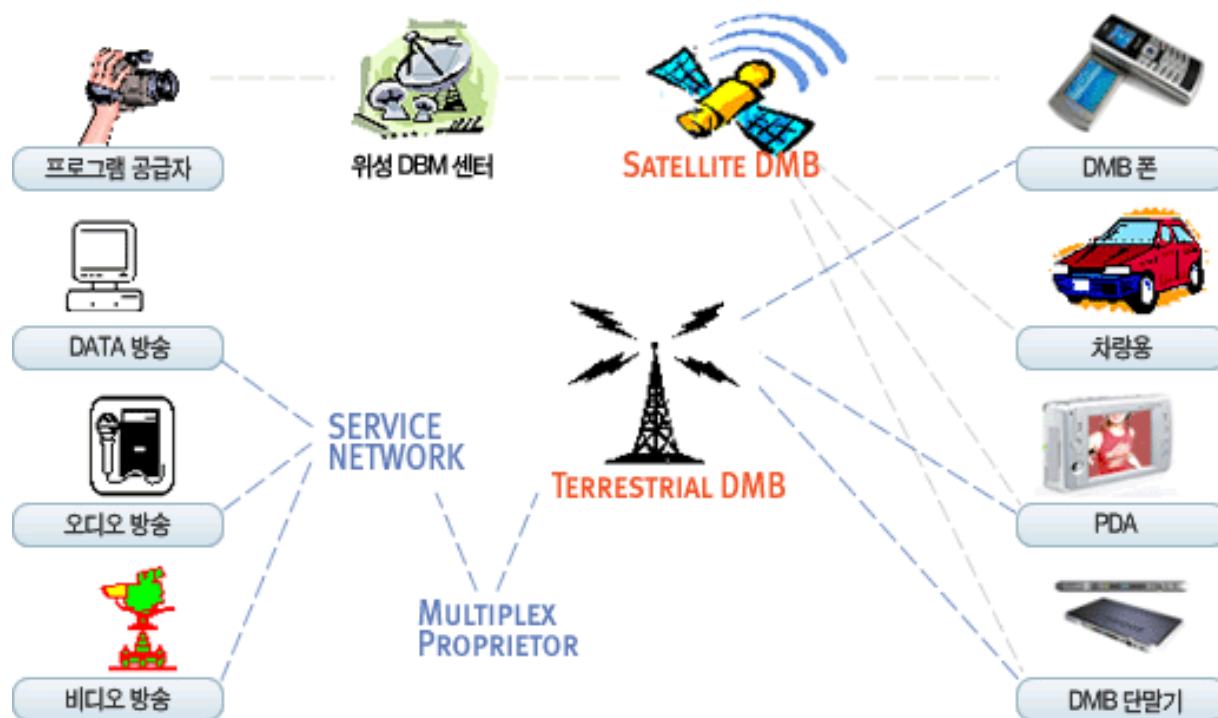 프로그램 공급자
위성 DBM 센터
SATELLITE DMB
DMB 폰
DATA 방송
차량용
SERVICE
NETWORK
TERRESTRIAL DMB
오디오 방송
PDA
MULTIPLEX
PROPRIETOR
비디오 방송
DMB 단말기